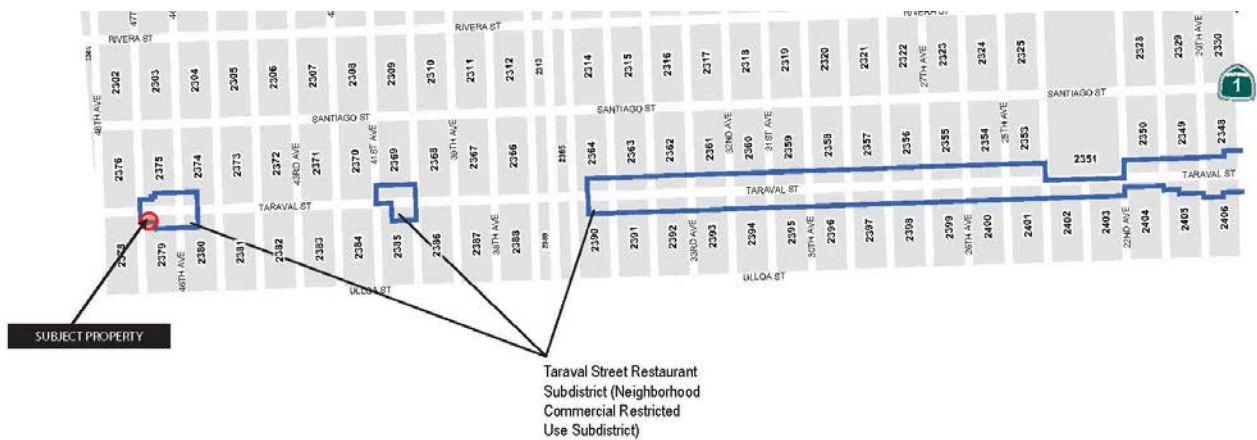 47T
46
43
RIVERA ST
RIVERA ST
RIVERA ST
2302
2303
2304
2305
2306
2307
2308
2309
2310
2311
2312
2313
2314
2315
2316
2317
2318
2319
2320
2321
2322
27TH AVE
2323
2324
2325
2328
2329
20TH AVE
2330
1
SANTIAGO ST
SANTIAGO ST
SANTIAGO ST
48TH AVE
2376
2375
2374
2373
2372
43RD AVE
2371
2370
41ST AVE
2369
2368
39TH AVE
2367
2366
2365
2364
2363
2362
2361
32ND AVE
2360
31ST AVE
2359
2358
2357
2356
2355
2354
25TH AVE
2353
2351
2350
2349
2348
TARAVAL ST
TARAVAL ST
TARAVAL ST
2378
2379
46TH AVE
2380
2381
2382
2383
2384
2385
2386
2387
38TH AVE
2388
2389
2390
2391
2392
33RD AVE
2393
2394
2395
30TH AVE
2396
2397
2398
2399
26TH AVE
2400
2401
2402
2403
22ND AVE
2404
2405
2406
ULLOA ST
ULLOA ST
SUBJECT PROPERTY
Taraval Street Restaurant
Subdistrict (Neighborhood
Commercial Restricted
Use Subdistrict)